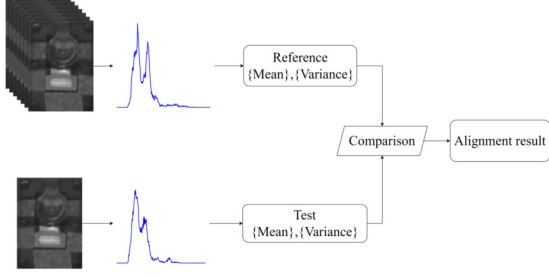 Reference
{Mean},{Variance}
Comparison
Alignment result
Test
{Mean},{Variance}